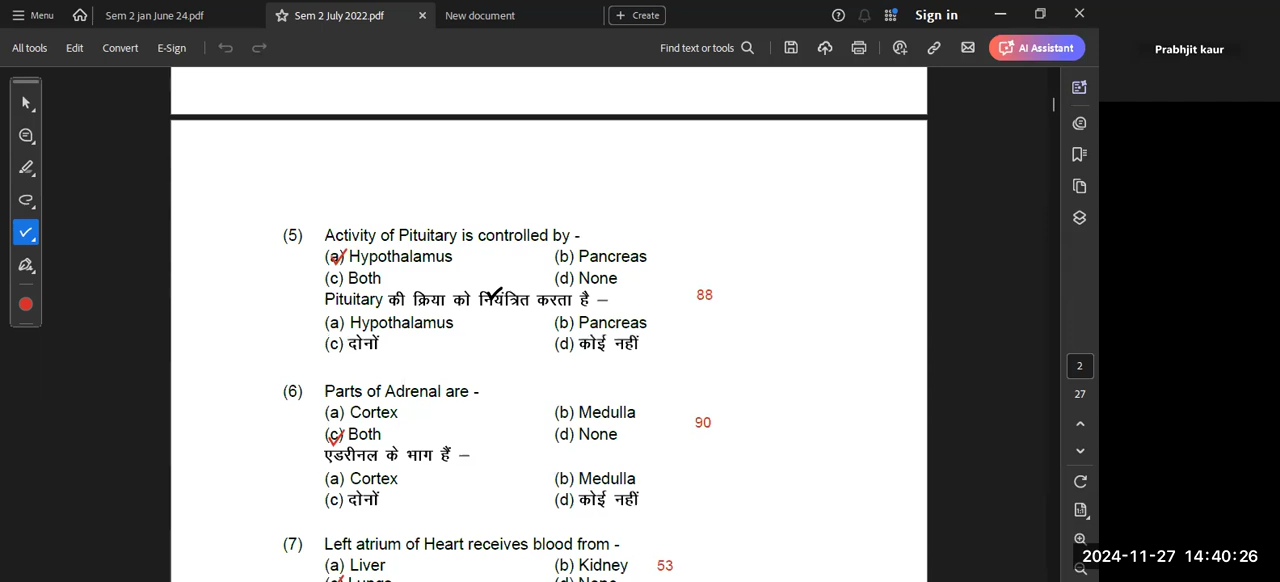 Menu
Sem 2 jan June 24.pdf
Sem 2 July 2022.pdf
New document
Create
Sign in
All tools
Edit
Convert
E-Sign
Find text or tools
AI Assistant
Prabhjit kaur
(5) Activity of Pituitary is controlled by -
(a) Hypothalamus (b) Pancreas
(c) Both (d) None
Pituitary की क्रिया को नियंत्रित करता है – 88
(a) Hypothalamus (b) Pancreas
(c) दोनों (d) कोई नहीं
(6) Parts of Adrenal are -
(a) Cortex (b) Medulla
90
(c) Both (d) None
एडरीनल के भाग हैं –
(a) Cortex (b) Medulla
(c) दोनों (d) कोई नहीं
(7) Left atrium of Heart receives blood from -
(a) Liver (b) Kidney 53
(c) Lungs (d) None
2
27
2024-11-27 14:40:26